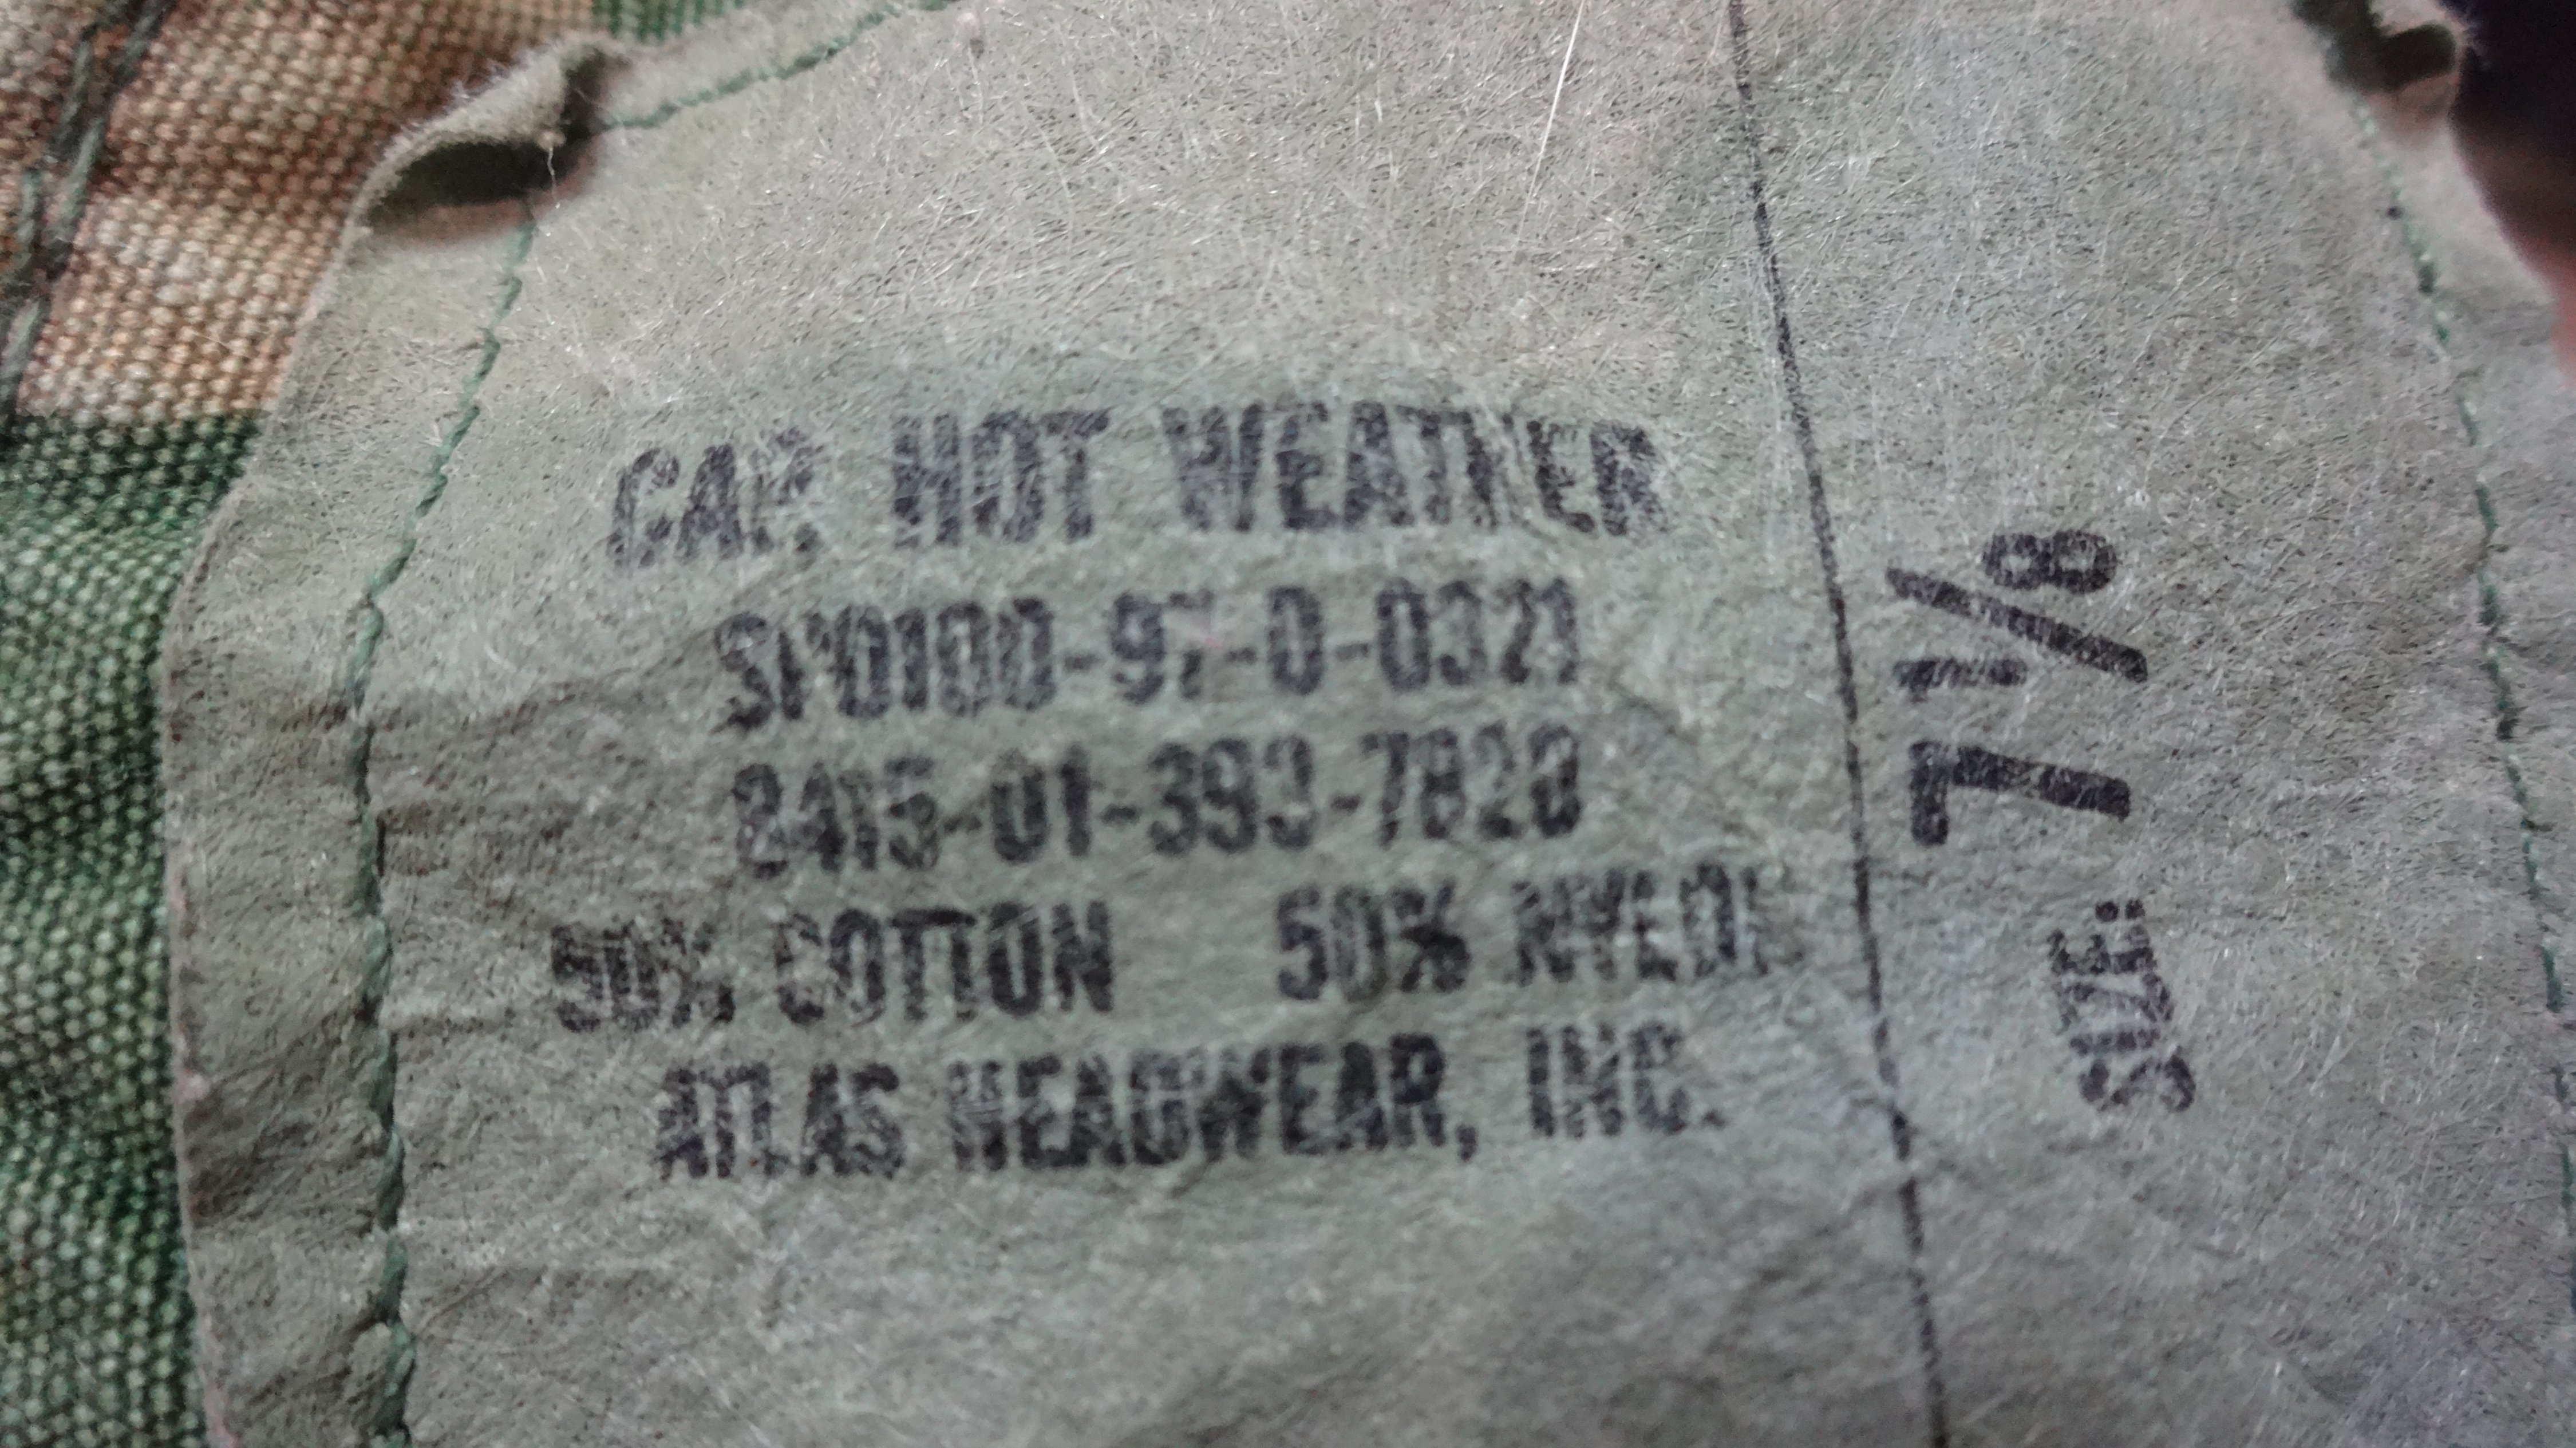 CAP, HOT WEATHER
SPO100-97-D-0321
8415-01-393-7820
50% COTTON 50% NYLON
ATLAS HEADWEAR, INC.
SIZE: 7 1/8